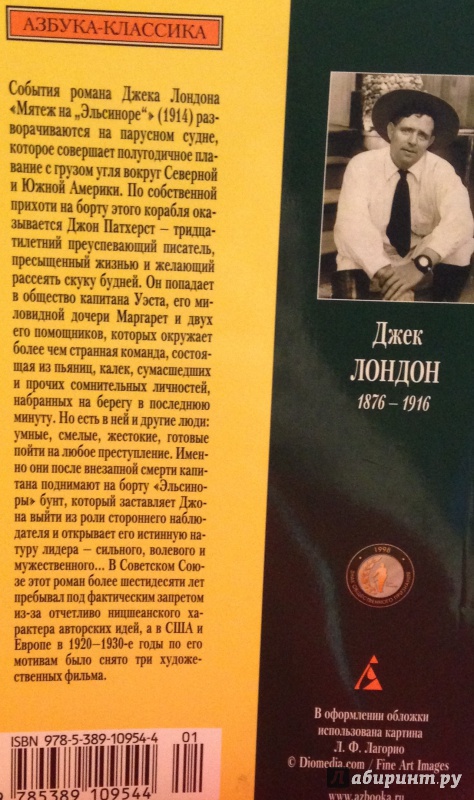 АЗБУКА-КЛАССИКА
События романа Джека Лондона
«Мятеж на „Эльсиноре“» (1914) раз-
ворачиваются на парусном судне,
которое совершает полугодичное пла-
вание с грузом угля вокруг Северной
и Южной Америки. По собственной
прихоти на борту этого корабля ока-
зывается Джон Патхерст – тридца-
тилетний преуспевающий писатель,
пресыщенный жизнью и желающий
рассеять скуку будней. Он попадает
в общество капитана Уэста, его ми-
ловидной дочери Маргарет и двух
его помощников, которых окружает
более чем странная команда, состоя-
щая из пьяниц, калек, сумасшедших
и прочих сомнительных личностей,
набранных на берегу в последнюю
минуту. Но есть в ней и другие люди:
умные, смелые, жестокие, готовые
пойти на любое преступление. Имен-
но они после внезапной смерти капи-
тана поднимают на борту «Эльсино-
ры» бунт, который заставляет Джо-
на выйти из роли стороннего наблю-
дателя и открывает его истинную на-
туру лидера – сильного, волевого и
мужественного... В Советском Сою-
зе этот роман более шестидесяти лет
пребывал под фактическим запретом
из-за отчетливо ницшеанского ха-
рактера авторских идей, а в США и
Европе в 1920–1930-е годы по его
мотивам было снято три художе-
ственных фильма.
ISBN 978-5-389-10954-4
01
785389 109544
Джек
ЛОНДОН
1876 – 1916
1998
В оформлении обложки
использована картина
Л. Ф. Лагорио
© Diomedia.com / Fine Art Images
www.azbooka.ru
Лабиринт.ру